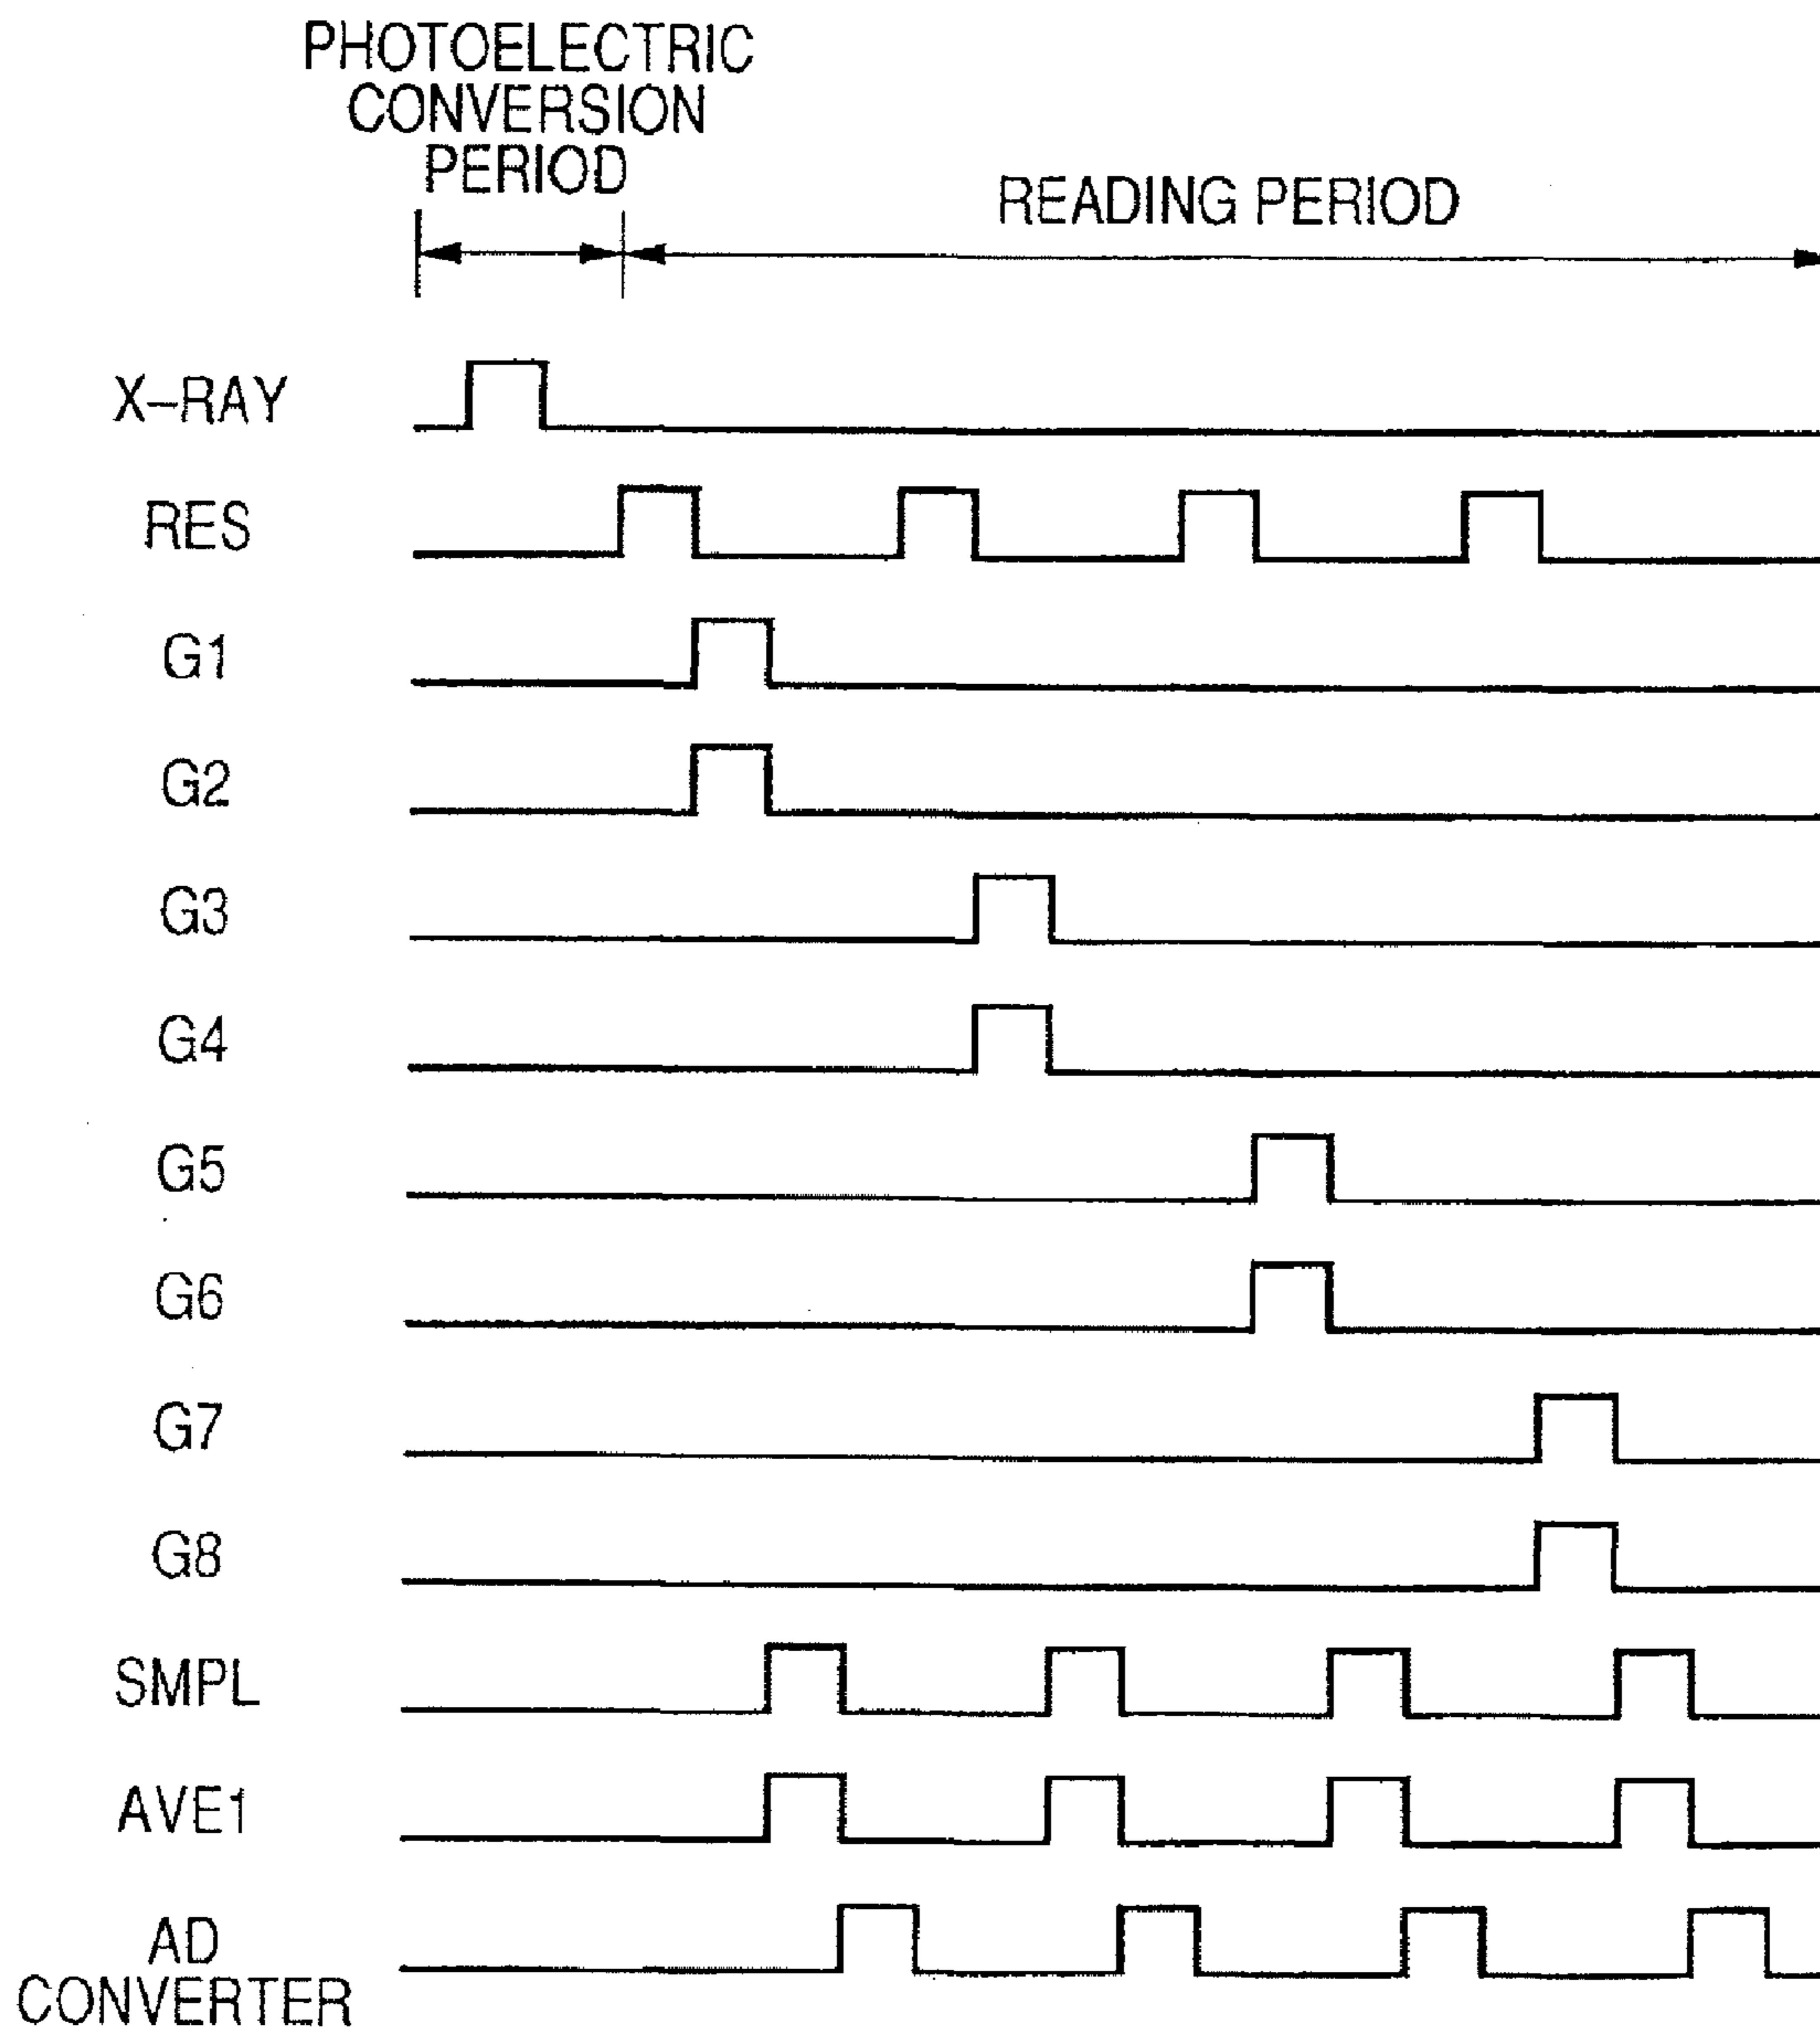 PHOTOELECTRIC
CONVERSION
PERIOD
READING PERIOD
X-RAY
RES
G1
G2
G3
G4
G5
G6
G7
G8
SMPL
AVE1
AD
CONVERTER